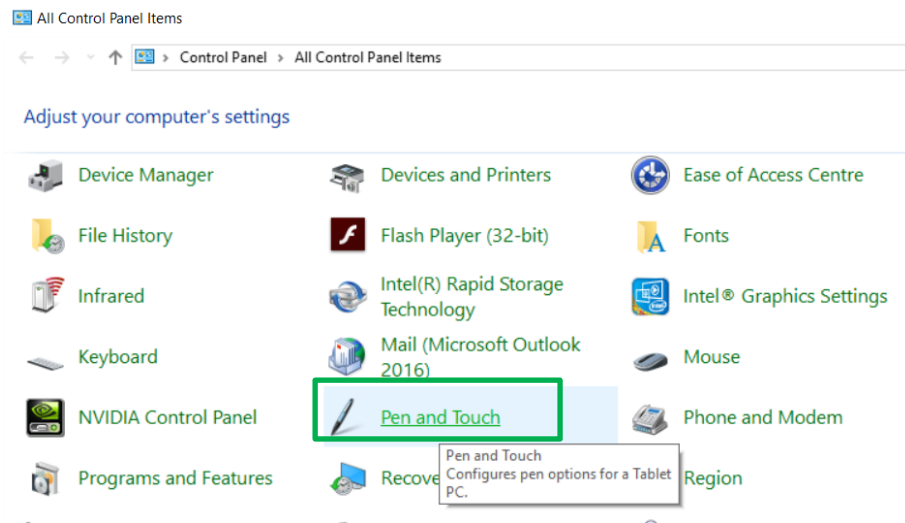 All Control Panel Items
Control Panel > All Control Panel Items
Adjust your computer's settings
Device Manager
Devices and Printers
Ease of Access Centre
File History
Flash Player (32-bit)
Fonts
Infrared
Intel(R) Rapid Storage
Technology
Intel® Graphics Settings
Keyboard
Mail (Microsoft Outlook
2016)
Mouse
NVIDIA Control Panel
Pen and Touch
Phone and Modem
Programs and Features
Recove
Region
Pen and Touch
Configures pen options for a Tablet
PC.